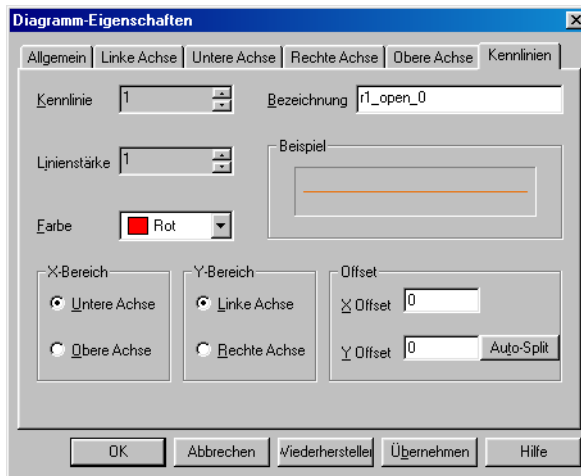 Diagramm-Eigenschaften
Allgemein Linke Achse Untere Achse Rechte Achse Obere Achse Kennlinien
Kennlinie 1 Bezeichnung r1_open_0
Linienstärke 1 Beispiel
Farbe Rot
X-Bereich Y-Bereich Offset
Untere Achse Linke Achse X Offset 0
Obere Achse Rechte Achse Y Offset 0 Auto-Split
OK Abbrechen Wiederhersteller Übernehmen Hilfe